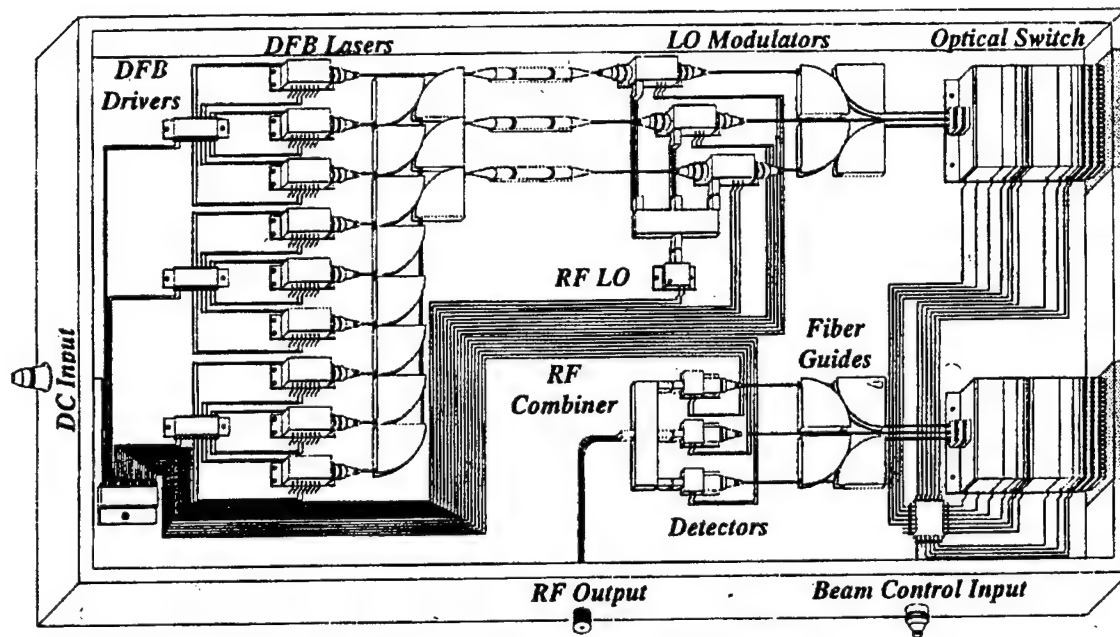 DFB Lasers
LO Modulators
Optical Switch
DFB
Drivers
RF LO
Fiber
Guides
RF
Combiner
DC Input
Detectors
RF Output
Beam Control Input